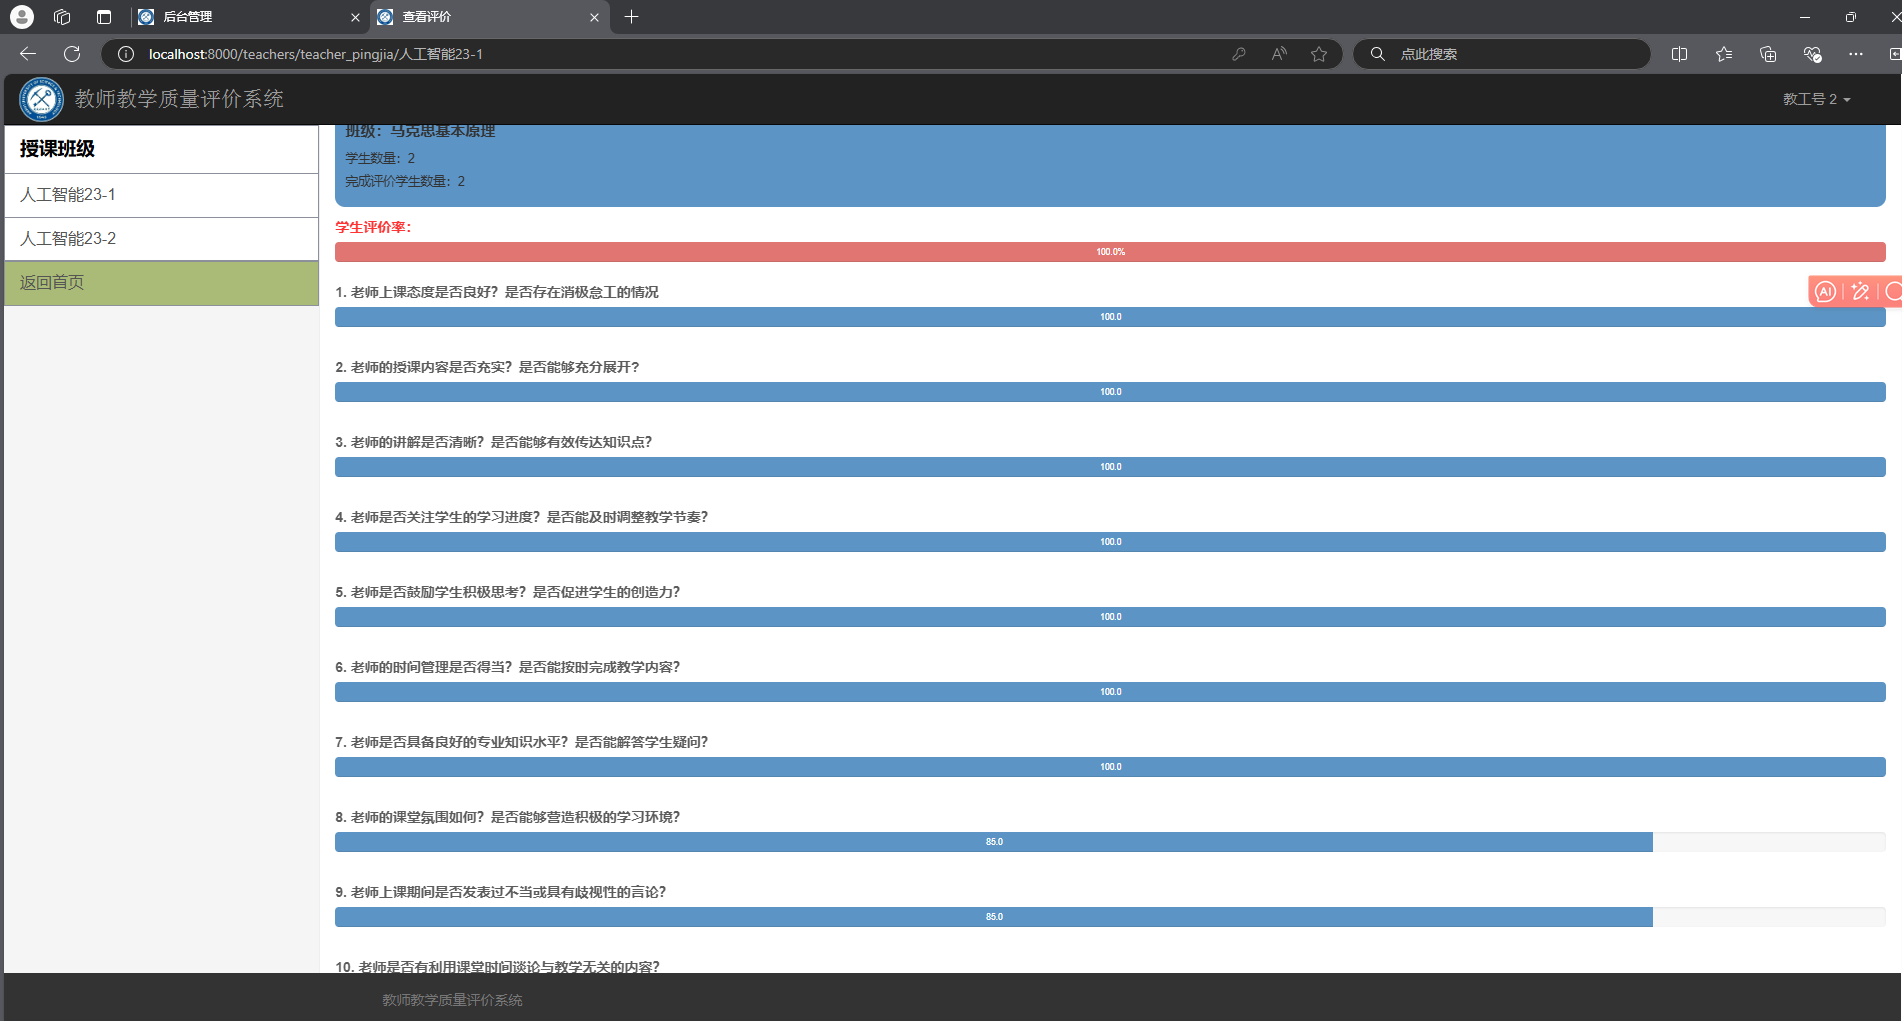 后台管理
查看评价
localhost:8000/teachers/teacher_pingjia/人工智能23-1
点此搜索
教师教学质量评价系统
教工号 2
授课班级
人工智能23-1
人工智能23-2
返回首页
班级：马克思基本原理
学生数量：2
完成评价学生数量：2
学生评价率：
100.0%
1. 老师上课态度是否良好？是否存在消极怠工的情况
100.0
2. 老师的授课内容是否充实？是否能够充分展开?
100.0
3. 老师的讲解是否清晰？是否能够有效传达知识点？
100.0
4. 老师是否关注学生的学习进度？是否能及时调整教学节奏？
100.0
5. 老师是否鼓励学生积极思考？是否促进学生的创造力？
100.0
6. 老师的时间管理是否得当？是否能按时完成教学内容？
100.0
7. 老师是否具备良好的专业知识水平？是否能解答学生疑问？
100.0
8. 老师的课堂氛围如何？是否能够营造积极的学习环境？
85.0
9. 老师上课期间是否发表过不当或具有歧视性的言论？
85.0
10. 老师是否有利用课堂时间谈论与教学无关的内容？
教师教学质量评价系统
AI